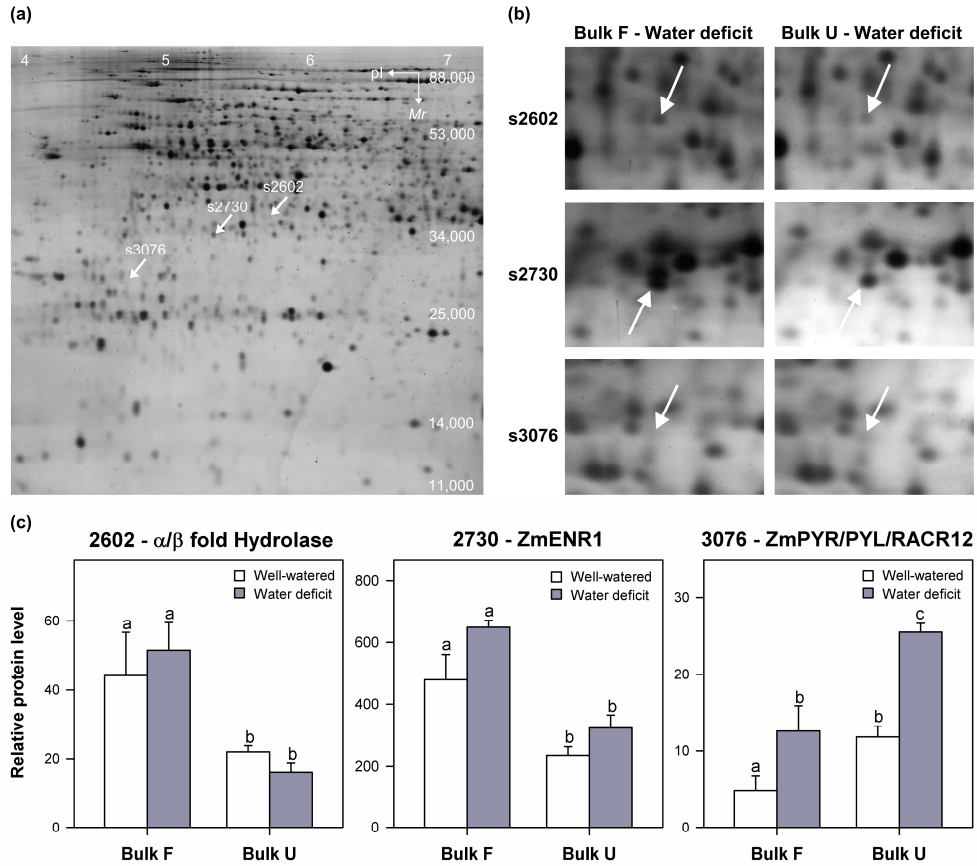 (a)
4 5 6 7
pI
88,000
Mr
53,000
s2602
s2730
34,000
s3076
25,000
14,000
11,000
(b)
Bulk F - Water deficit Bulk U - Water deficit
s2602
s2730
s3076
(c)
2602 - α/β fold Hydrolase
Relative protein level
60
40
20
0
Well-watered
Water deficit
a a
b b
Bulk F Bulk U
2730 - ZmENR1
800
600
400
200
0
Well-watered
Water deficit
a a
b b
Bulk F Bulk U
3076 - ZmPYR/PYL/RACR12
30
20
10
0
Well-watered
Water deficit
a b
b c
Bulk F Bulk U